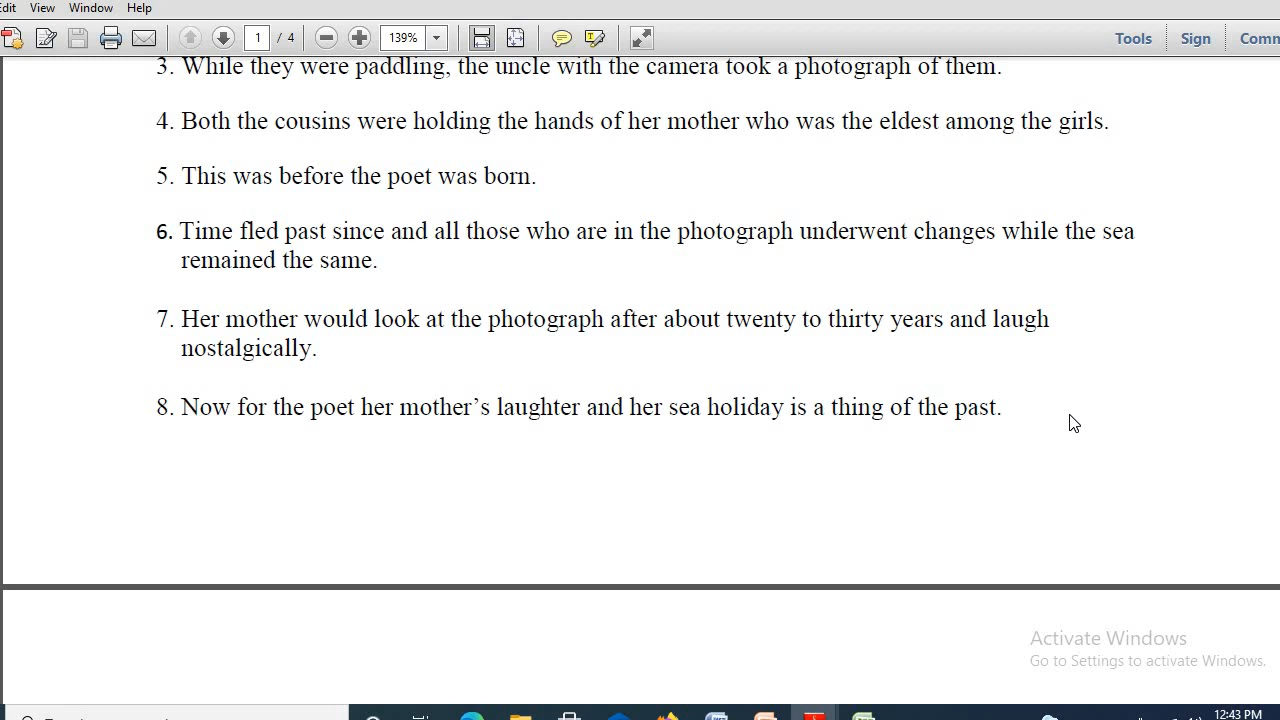 Edit View Window Help
1 / 4 139% Tools Sign Comm
3. While they were paddling, the uncle with the camera took a photograph of them.
4. Both the cousins were holding the hands of her mother who was the eldest among the girls.
5. This was before the poet was born.
6. Time fled past since and all those who are in the photograph underwent changes while the sea
remained the same.
7. Her mother would look at the photograph after about twenty to thirty years and laugh
nostalgically.
8. Now for the poet her mother’s laughter and her sea holiday is a thing of the past.
Activate Windows
Go to Settings to activate Windows.
12:43 PM